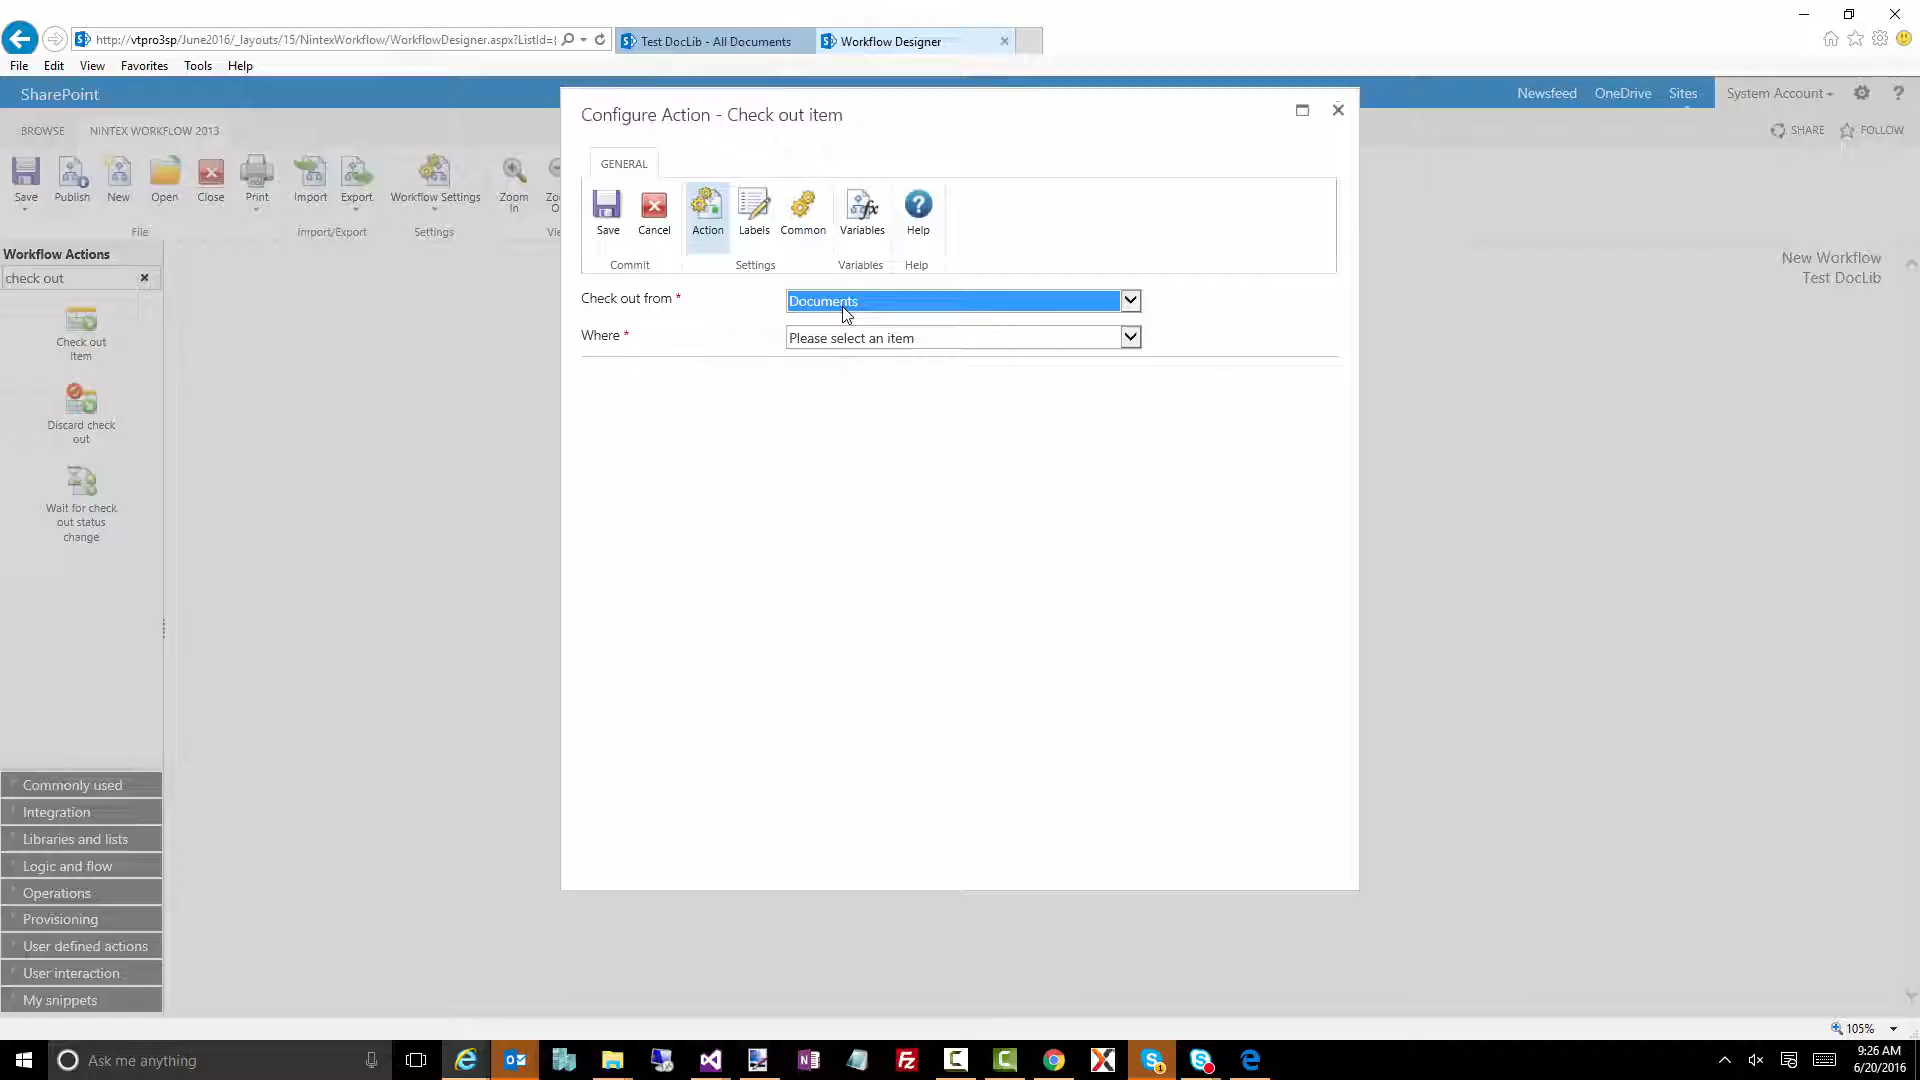 http://vtpro3sp/June2016/_layouts/15/NintexWorkflow/WorkflowDesigner.aspx?ListId={
Test DocLib - All Documents
Workflow Designer
File Edit View Favorites Tools Help
SharePoint
Newsfeed OneDrive Sites
System Account
?
BROWSE
NINTEX WORKFLOW 2013
SHARE
FOLLOW
Save
Publish
New
Open
Close
Print
Import
Export
Workflow Settings
Zoom In
File
Import/Export
Settings
Workflow Actions
check out
Check out
item
Discard check
out
Wait for check
out status
change
Commonly used
Integration
Libraries and lists
Logic and flow
Operations
Provisioning
User defined actions
User interaction
My snippets
New Workflow
Test DocLib
Configure Action - Check out item
GENERAL
Save
Cancel
Action
Labels
Common
Variables
Help
Commit
Settings
Variables
Help
Check out from *
Documents
Where *
Please select an item
105%
Ask me anything
9:26 AM
6/20/2016